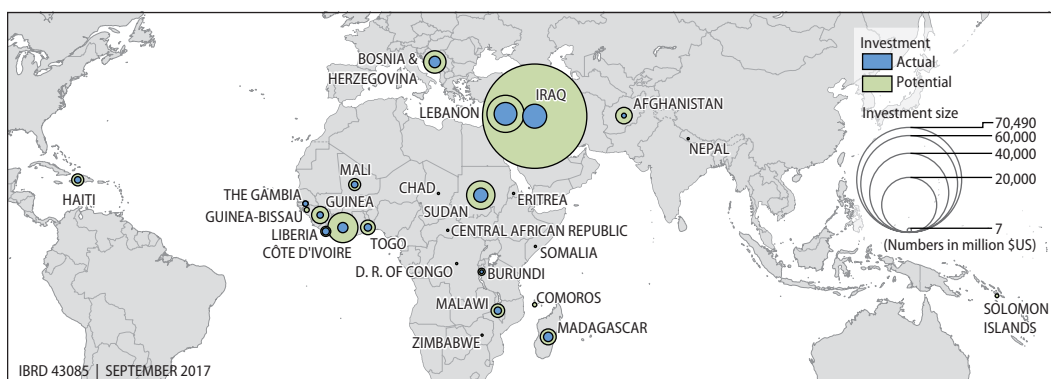 BOSNIA &
HERZEGOVINA
LEBANON
IRAQ
AFGHANISTAN
NEPAL
HAITI
MALI
THE GAMBIA
GUINEA
GUINEA-BISSAU
LIBERIA
CÔTE D'IVOIRE
TOGO
CHAD
SUDAN
ERITREA
CENTRAL AFRICAN REPUBLIC
SOMALIA
D. R. OF CONGO
BURUNDI
MALAWI
COMOROS
ZIMBABWE
MADAGASCAR
SOLOMON
ISLANDS
Investment
Actual
Potential
Investment size
70,490
60,000
40,000
20,000
7
(Numbers in million $US)
IBRD 43085 | SEPTEMBER 2017